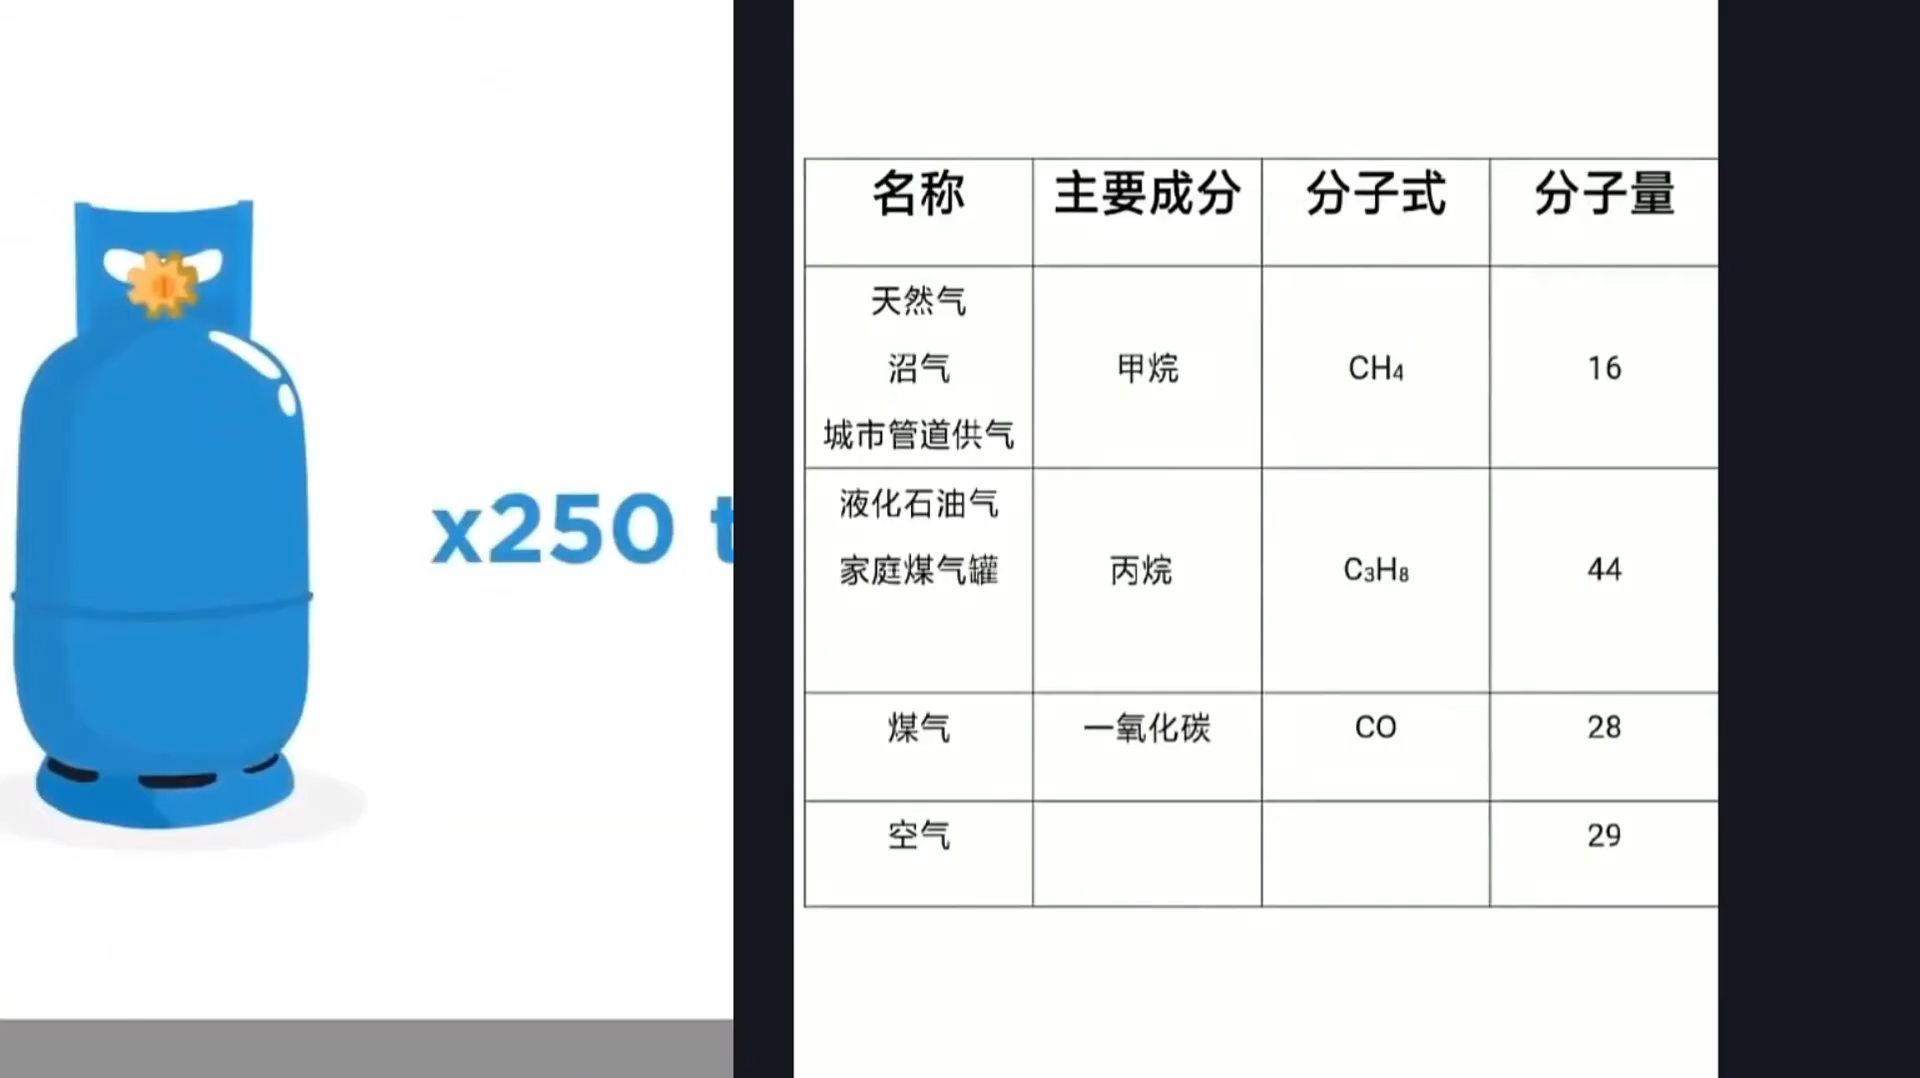 x250
名称 主要成分 分子式 分子量
天然气
沼气 甲烷 CH₄ 16
城市管道供气
液化石油气
家庭煤气罐 丙烷 C₃H₈ 44
煤气 一氧化碳 CO 28
空气 29